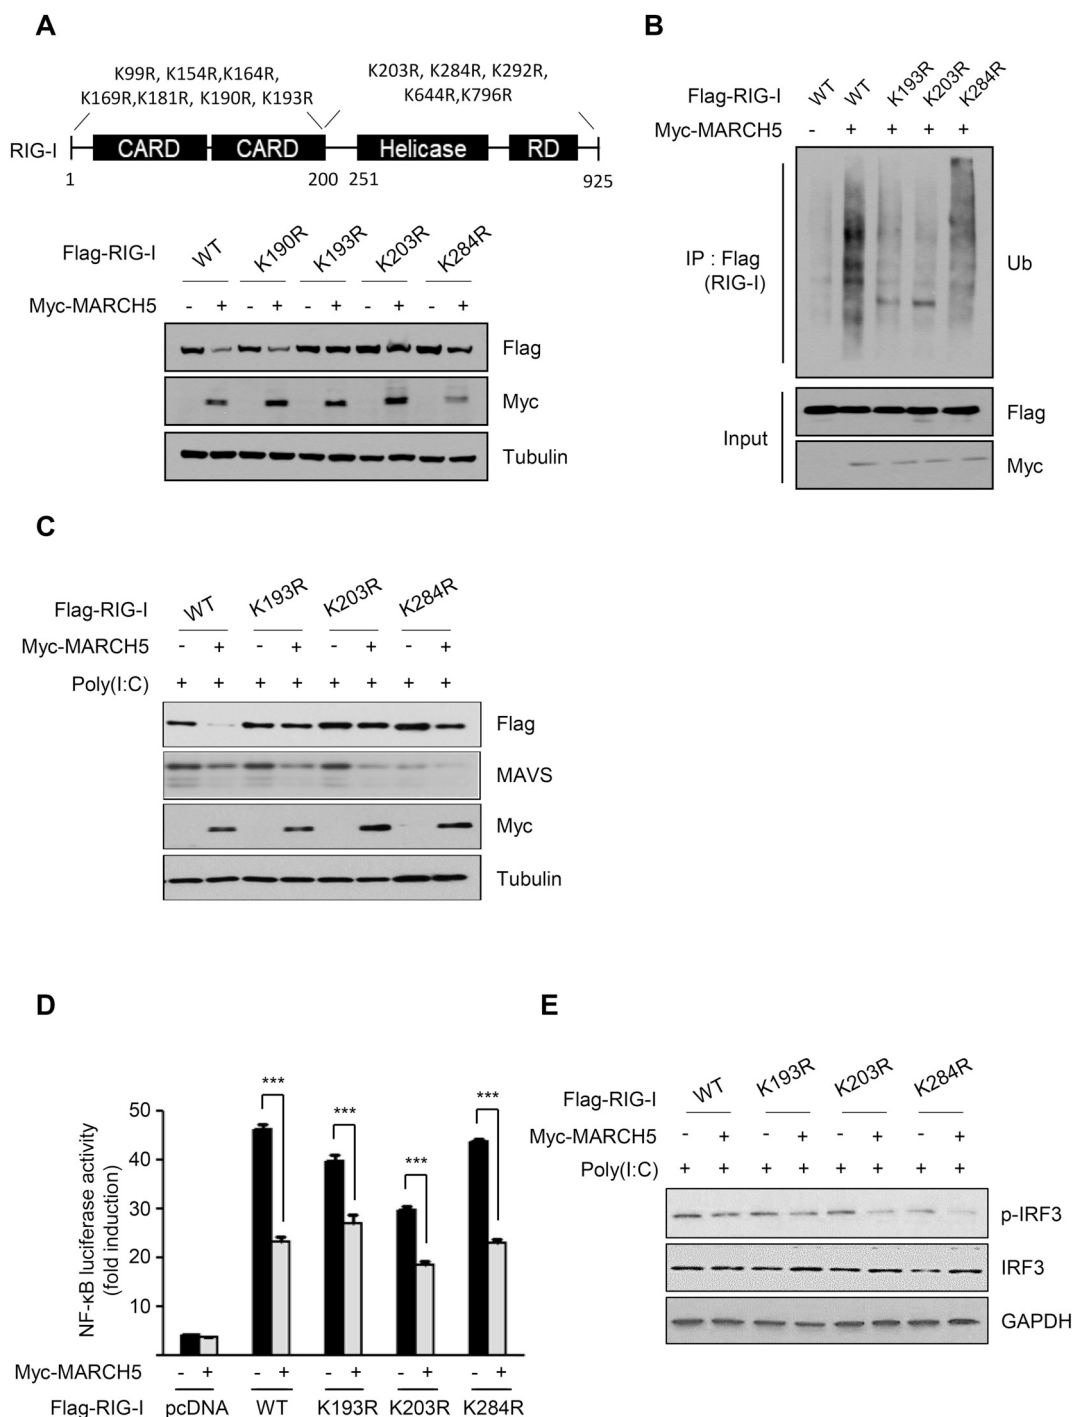 A
K99R, K154R,K164R,
K169R,K181R, K190R, K193R
K203R, K284R, K292R,
K644R,K796R
RIG-I CARD CARD Helicase RD
1 200 251 925
Flag-RIG-I WT K190R K193R K203R K284R
Myc-MARCH5 - + - + - + - + - +
Flag
Myc
Tubulin
B
Flag-RIG-I WT WT K193R K203R K284R
Myc-MARCH5 - + + + +
IP : Flag
(RIG-I)
Ub
Input
Flag
Myc
C
Flag-RIG-I WT K193R K203R K284R
Myc-MARCH5 - + - + - + - +
Poly(I:C) + + + + + + + +
Flag
MAVS
Myc
Tubulin
D
NF-κB luciferase activity
(fold induction)
50
40
30
20
10
*** *** *** ***
Myc-MARCH5 - + - + - + - + - +
Flag-RIG-I pcDNA WT K193R K203R K284R
E
Flag-RIG-I WT K193R K203R K284R
Myc-MARCH5 - + - + - + - +
Poly(I:C) + + + + + + + +
p-IRF3
IRF3
GAPDH